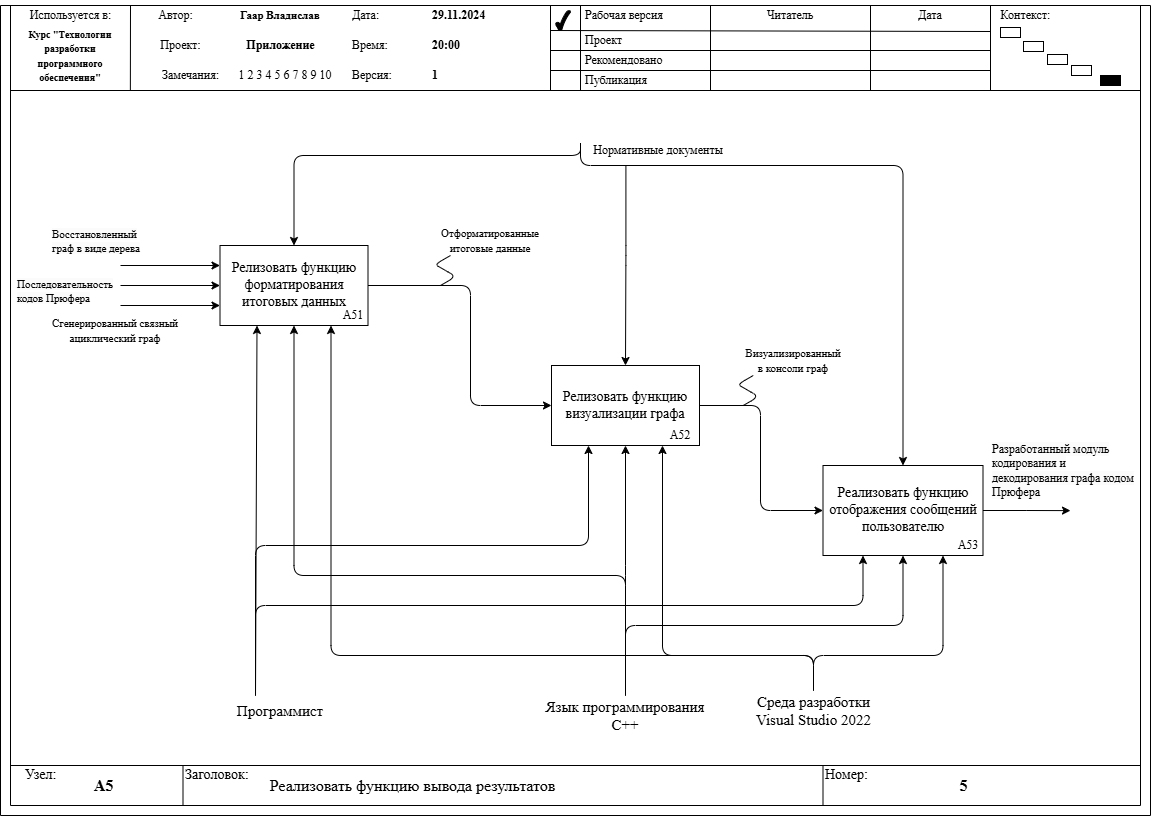 Используется в:
Курс "Технологии
разработки
программного
обеспечения"
Автор:
Гаар Владислав
Дата:
29.11.2024
Проект:
Приложение
Время:
20:00
Замечания:
1 2 3 4 5 6 7 8 9 10
Версия:
1
Рабочая версия
Проект
Рекомендовано
Публикация
Читатель
Дата
Контекст:
Нормативные документы
Восстановленный
граф в виде дерева
Последовательность
кодов Прюфера
Сгенерированный связный
ациклический граф
Релизовать функцию
форматирования
итоговых данных
A51
Отформатированные
итоговые данные
Релизовать функцию
визуализации графа
A52
Визуализированный
в консоли граф
Реализовать функцию
отображения сообщений
пользователю
A53
Разработанный модуль
кодирования и
декодирования графа кодом
Прюфера
Программист
Язык программирования
C++
Среда разработки
Visual Studio 2022
Узел:
A5
Заголовок:
Реализовать функцию вывода результатов
Номер:
5